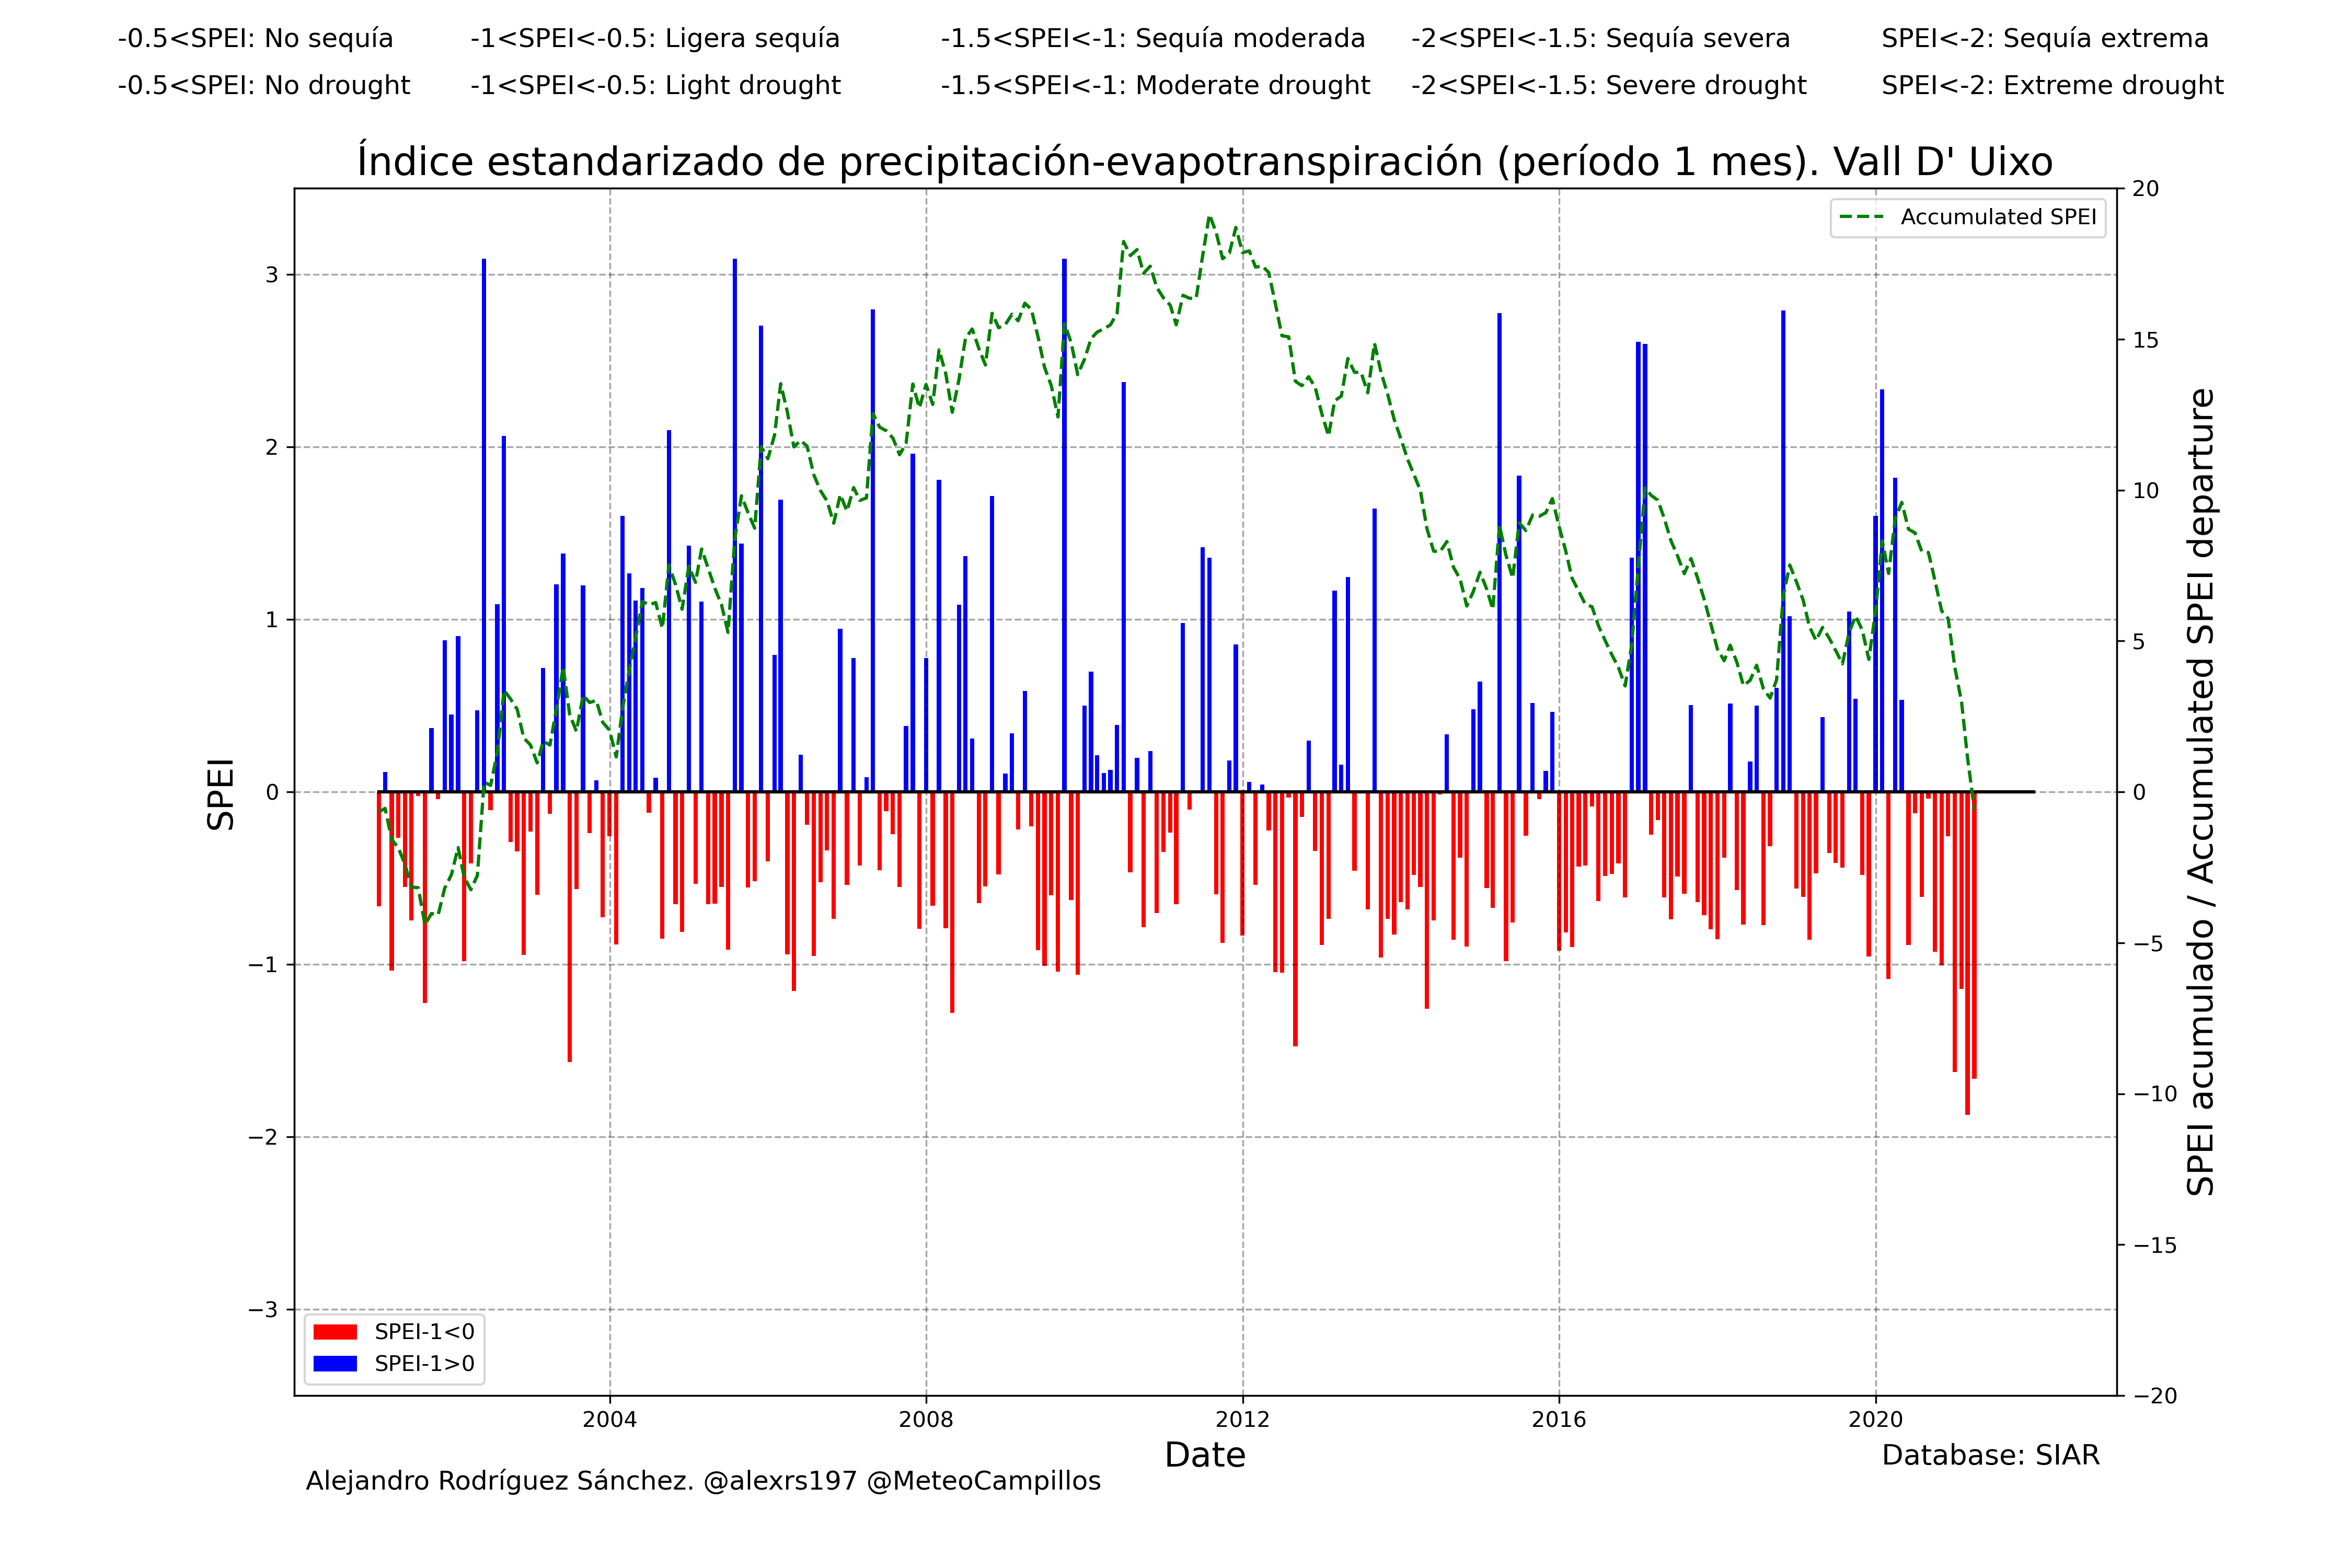 -0.5<SPEI: No sequía
-1<SPEI<-0.5: Ligera sequía
-1.5<SPEI<-1: Sequía moderada
-2<SPEI<-1.5: Sequía severa
SPEI<-2: Sequía extrema
-0.5<SPEI: No drought
-1<SPEI<-0.5: Light drought
-1.5<SPEI<-1: Moderate drought
-2<SPEI<-1.5: Severe drought
SPEI<-2: Extreme drought
Índice estandarizado de precipitación-evapotranspiración (período 1 mes). Vall D' Uixo
Accumulated SPEI
SPEI
3
2
1
0
−1
−2
−3
20
15
10
5
0
−5
−10
−15
−20
SPEI acumulado / Accumulated SPEI departure
SPEI-1<0
SPEI-1>0
2004
2008
2012
2016
2020
Date
Database: SIAR
Alejandro Rodríguez Sánchez. @alexrs197 @MeteoCampillos